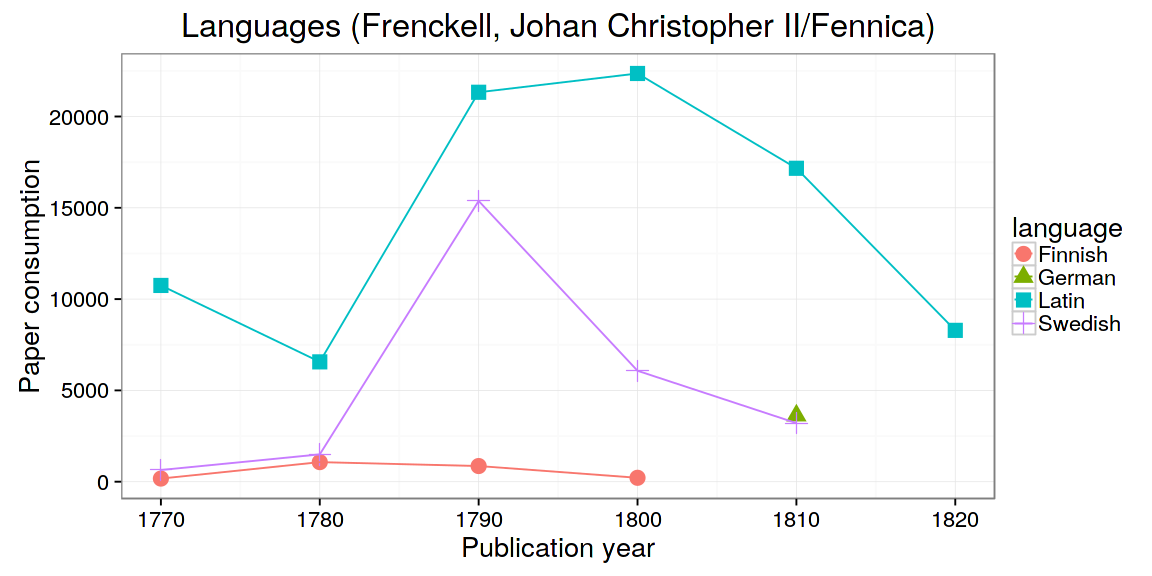 Languages (Frenckell, Johan Christopher II/Fennica)
Paper consumption
20000
15000
10000
5000
0
1770 1780 1790 1800 1810 1820
Publication year
language
Finnish
German
Latin
Swedish